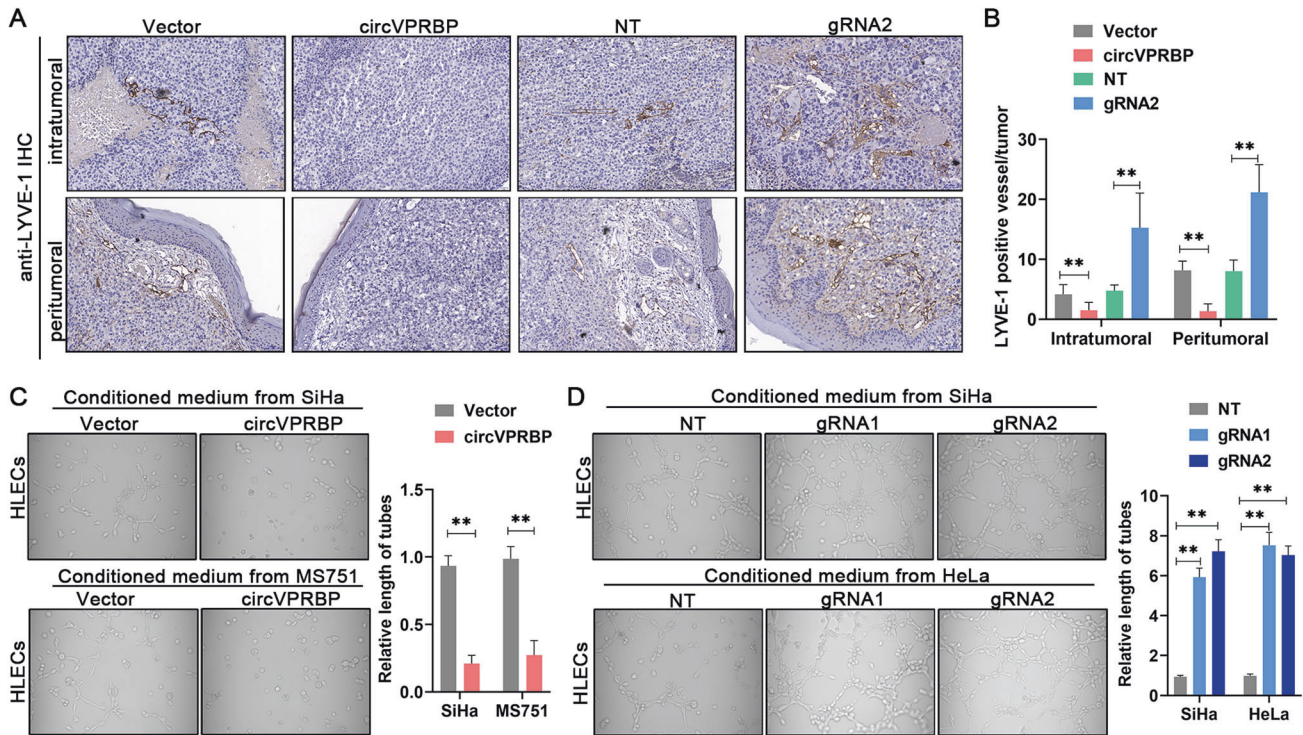 A
Vector
circVPRBP
NT
gRNA2
anti-LYVE-1 IHC
intratumoral
peritumoral
B
Vector
circVPRBP
NT
gRNA2
LYVE-1 positive vessel/tumor
30
20
10
0
**
**
**
**
Intratumoral
Peritumoral
C
Conditioned medium from SiHa
Vector
circVPRBP
HLECs
Conditioned medium from MS751
Vector
circVPRBP
HLECs
Vector
circVPRBP
Relative length of tubes
1.5
1.0
0.5
0.0
**
**
SiHa
MS751
D
Conditioned medium from SiHa
NT
gRNA1
gRNA2
HLECs
Conditioned medium from HeLa
NT
gRNA1
gRNA2
HLECs
NT
gRNA1
gRNA2
Relative length of tubes
10
8
6
4
2
0
**
**
**
**
SiHa
HeLa